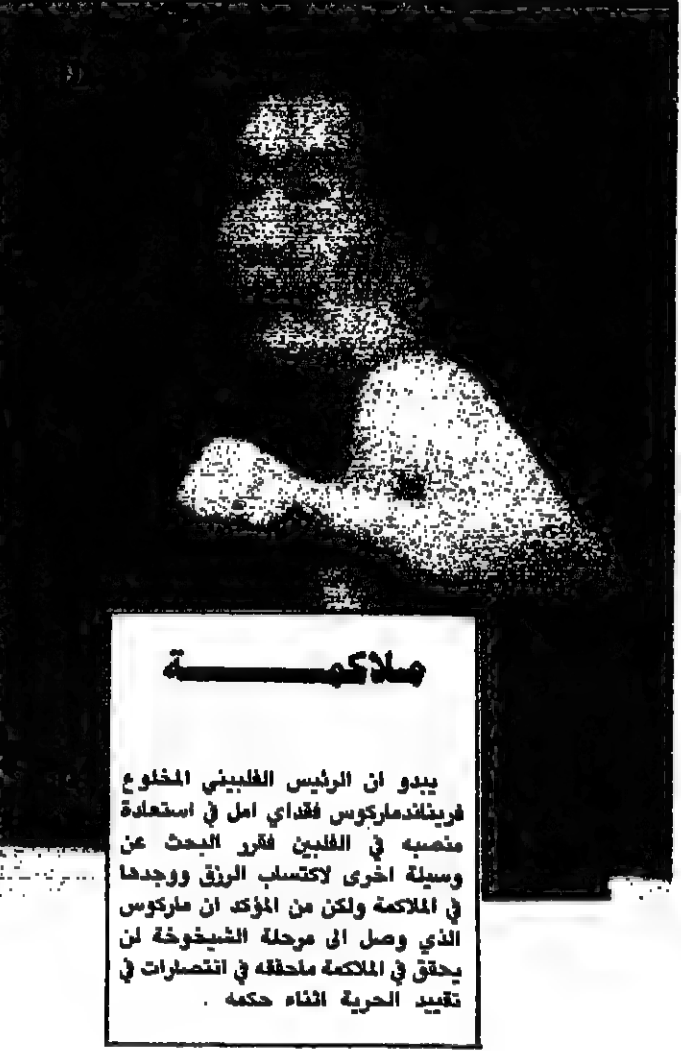 ملاكمـــــــة
يبدو ان الرئيس الفلبيني المخلوع
فريناندماركوس فقداي امل في استعادة
منصبه في الفلبين فقرر البحث عن
وسيلة اخرى لاكتساب الرزق ووجدها
في الملاكمة ولكن من المؤكد ان ماركوس
الذي وصل الى مرحلة الشيخوخة لن
يحقق في الملاكمة ماحققه في انتصارات في
تقييد الحرية اثناء حكمه .